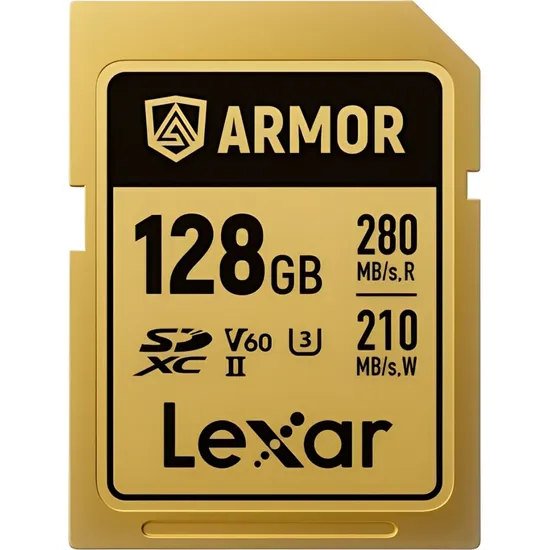 ARMOR
128GB
280
MB/s,R
210
MB/s,W
SD XC
V60
II
3
Lexar